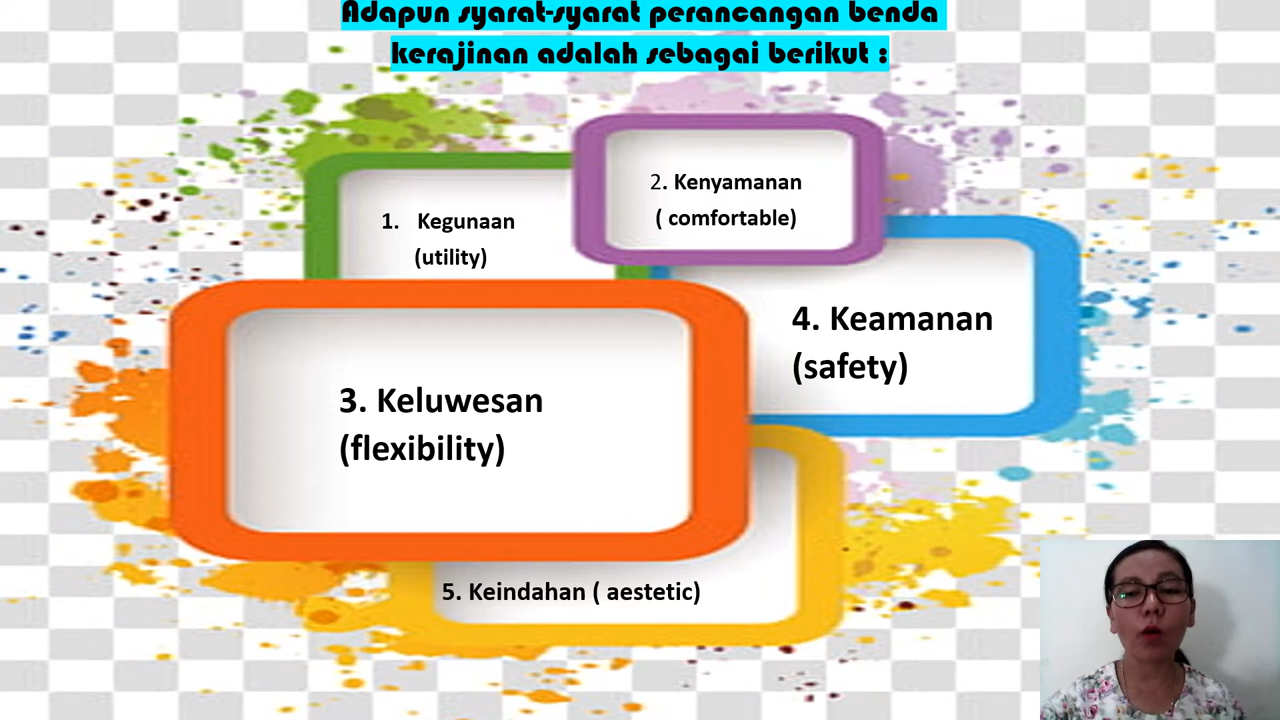 Adapun syarat-syarat perancangan benda
kerajinan adalah sebagai berikut :
1. Kegunaan
(utility)
2. Kenyamanan
( comfortable)
3. Keluwesan
(flexibility)
4. Keamanan
(safety)
5. Keindahan ( aestetic)